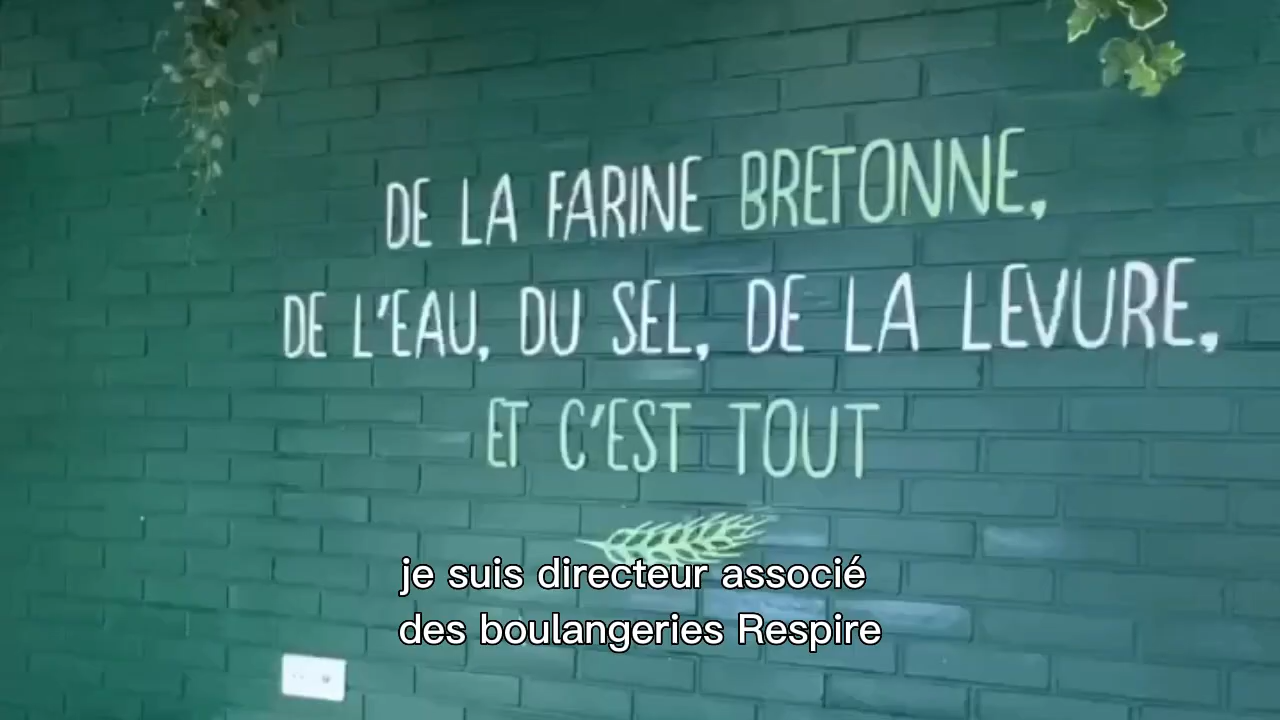 DE LA FARINE BRETONNE,
DE L'EAU, DU SEL, DE LA LEVURE,
ET C'EST TOUT
je suis directeur associé
des boulangeries Respire